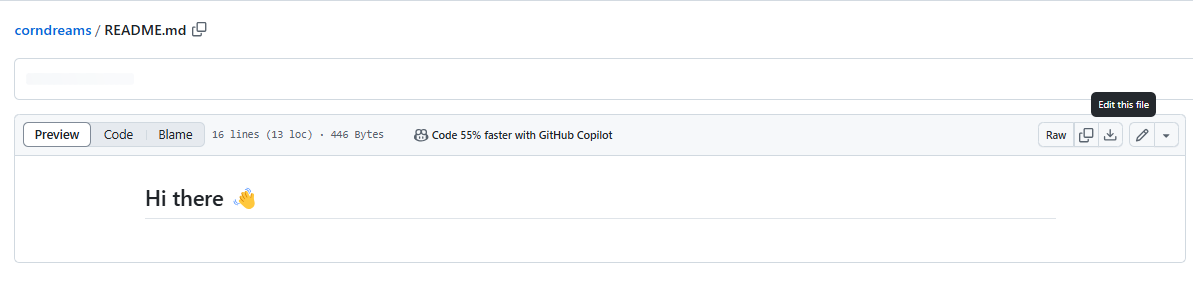 corndreams / README.md
Edit this file
Preview Code Blame 16 lines (13 loc) · 446 Bytes Code 55% faster with GitHub Copilot Raw
Hi there 👋